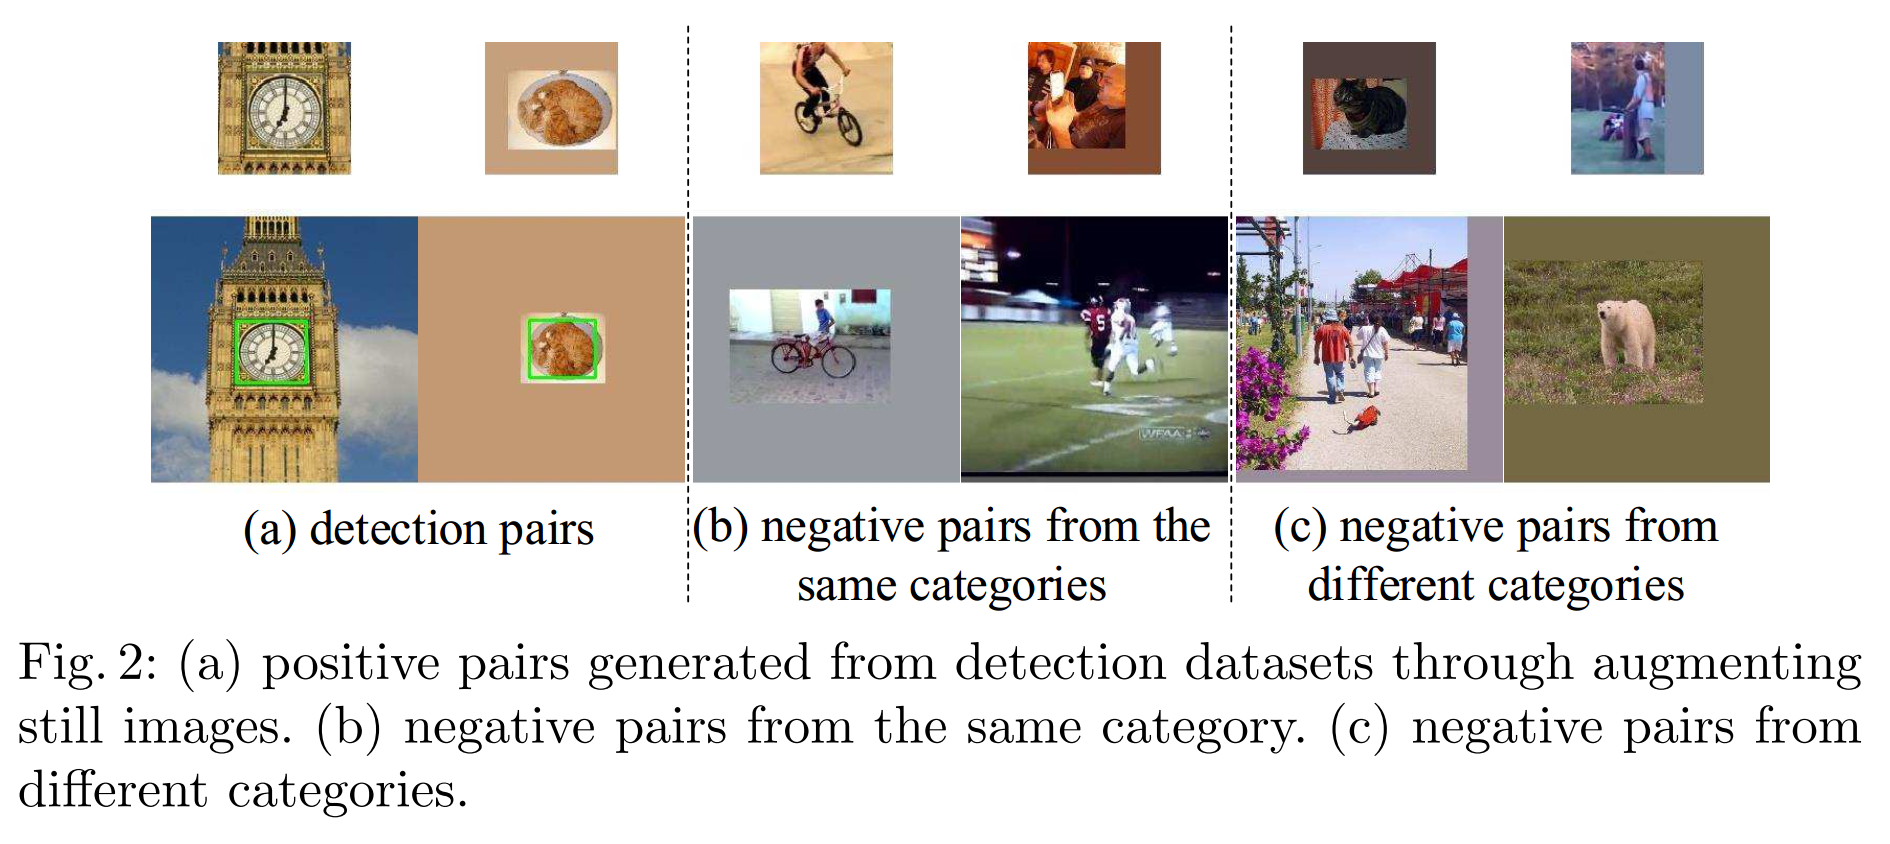 WFAA
(a) detection pairs
(b) negative pairs from the
same categories
(c) negative pairs from
different categories
Fig. 2: (a) positive pairs generated from detection datasets through augmenting
still images. (b) negative pairs from the same category. (c) negative pairs from
different categories.